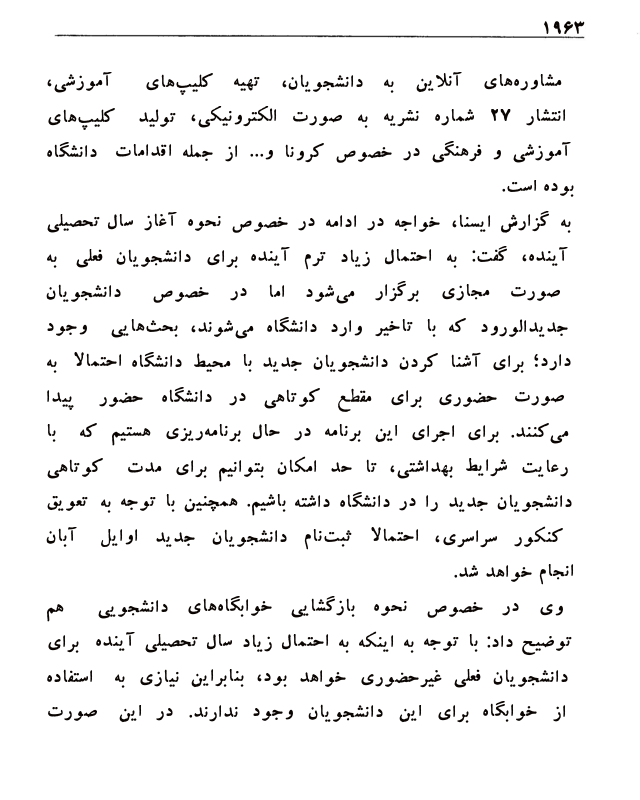 ۱۹۶۳
مشاوره‌های آنلاین به دانشجویان، تهیه کلیپ‌های آموزشی،
انتشار ۲۷ شماره نشریه به صورت الکترونیکی، تولید کلیپ‌های
آموزشی و فرهنگی در خصوص کرونا و... از جمله اقدامات دانشگاه
بوده است.
به گزارش ایسنا، خواجه در ادامه در خصوص نحوه آغاز سال تحصیلی
آینده، گفت: به احتمال زیاد ترم آینده برای دانشجویان فعلی به
صورت مجازی برگزار می‌شود اما در خصوص دانشجویان
جدیدالورود که با تاخیر وارد دانشگاه می‌شوند، بحث‌هایی وجود
دارد؛ برای آشنا کردن دانشجویان جدید با محیط دانشگاه احتمالا به
صورت حضوری برای مقطع کوتاهی در دانشگاه حضور پیدا
می‌کنند. برای اجرای این برنامه در حال برنامه‌ریزی هستیم که با
رعایت شرایط بهداشتی، تا حد امکان بتوانیم برای مدت کوتاهی
دانشجویان جدید را در دانشگاه داشته باشیم. همچنین با توجه به تعویق
کنکور سراسری، احتمالا ثبت‌نام دانشجویان جدید اوایل آبان
انجام خواهد شد.
وی در خصوص نحوه بازگشایی خوابگاه‌های دانشجویی هم
توضیح داد: با توجه به اینکه به احتمال زیاد سال تحصیلی آینده برای
دانشجویان فعلی غیرحضوری خواهد بود، بنابراین نیازی به استفاده
از خوابگاه برای این دانشجویان وجود ندارند. در این صورت